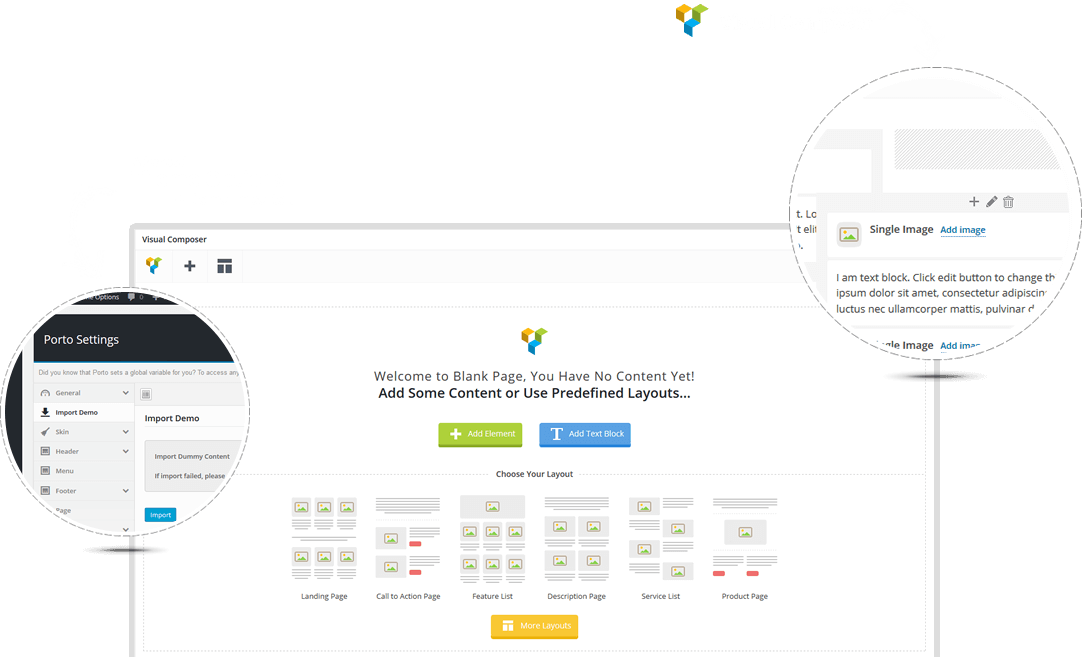 t. Lo
t elit
Single Image Add image
I am text block. Click edit button to change th
ipsum dolor sit amet, consectetur adipiscin
luctus nec ullamcorper mattis, pulvinar d
gle Image Add imag
Visual Composer
e Options 0
Porto Settings
Did you know that Porto sets a global variable for you? To access any
General
Import Demo
Skin
Header
Menu
Footer
Page
Import Demo
Import Dummy Content
If import failed, please
Import
Welcome to Blank Page, You Have No Content Yet!
Add Some Content or Use Predefined Layouts...
Add Element
Add Text Block
Choose Your Layout
Landing Page
Call to Action Page
Feature List
Description Page
Service List
Product Page
More Layouts